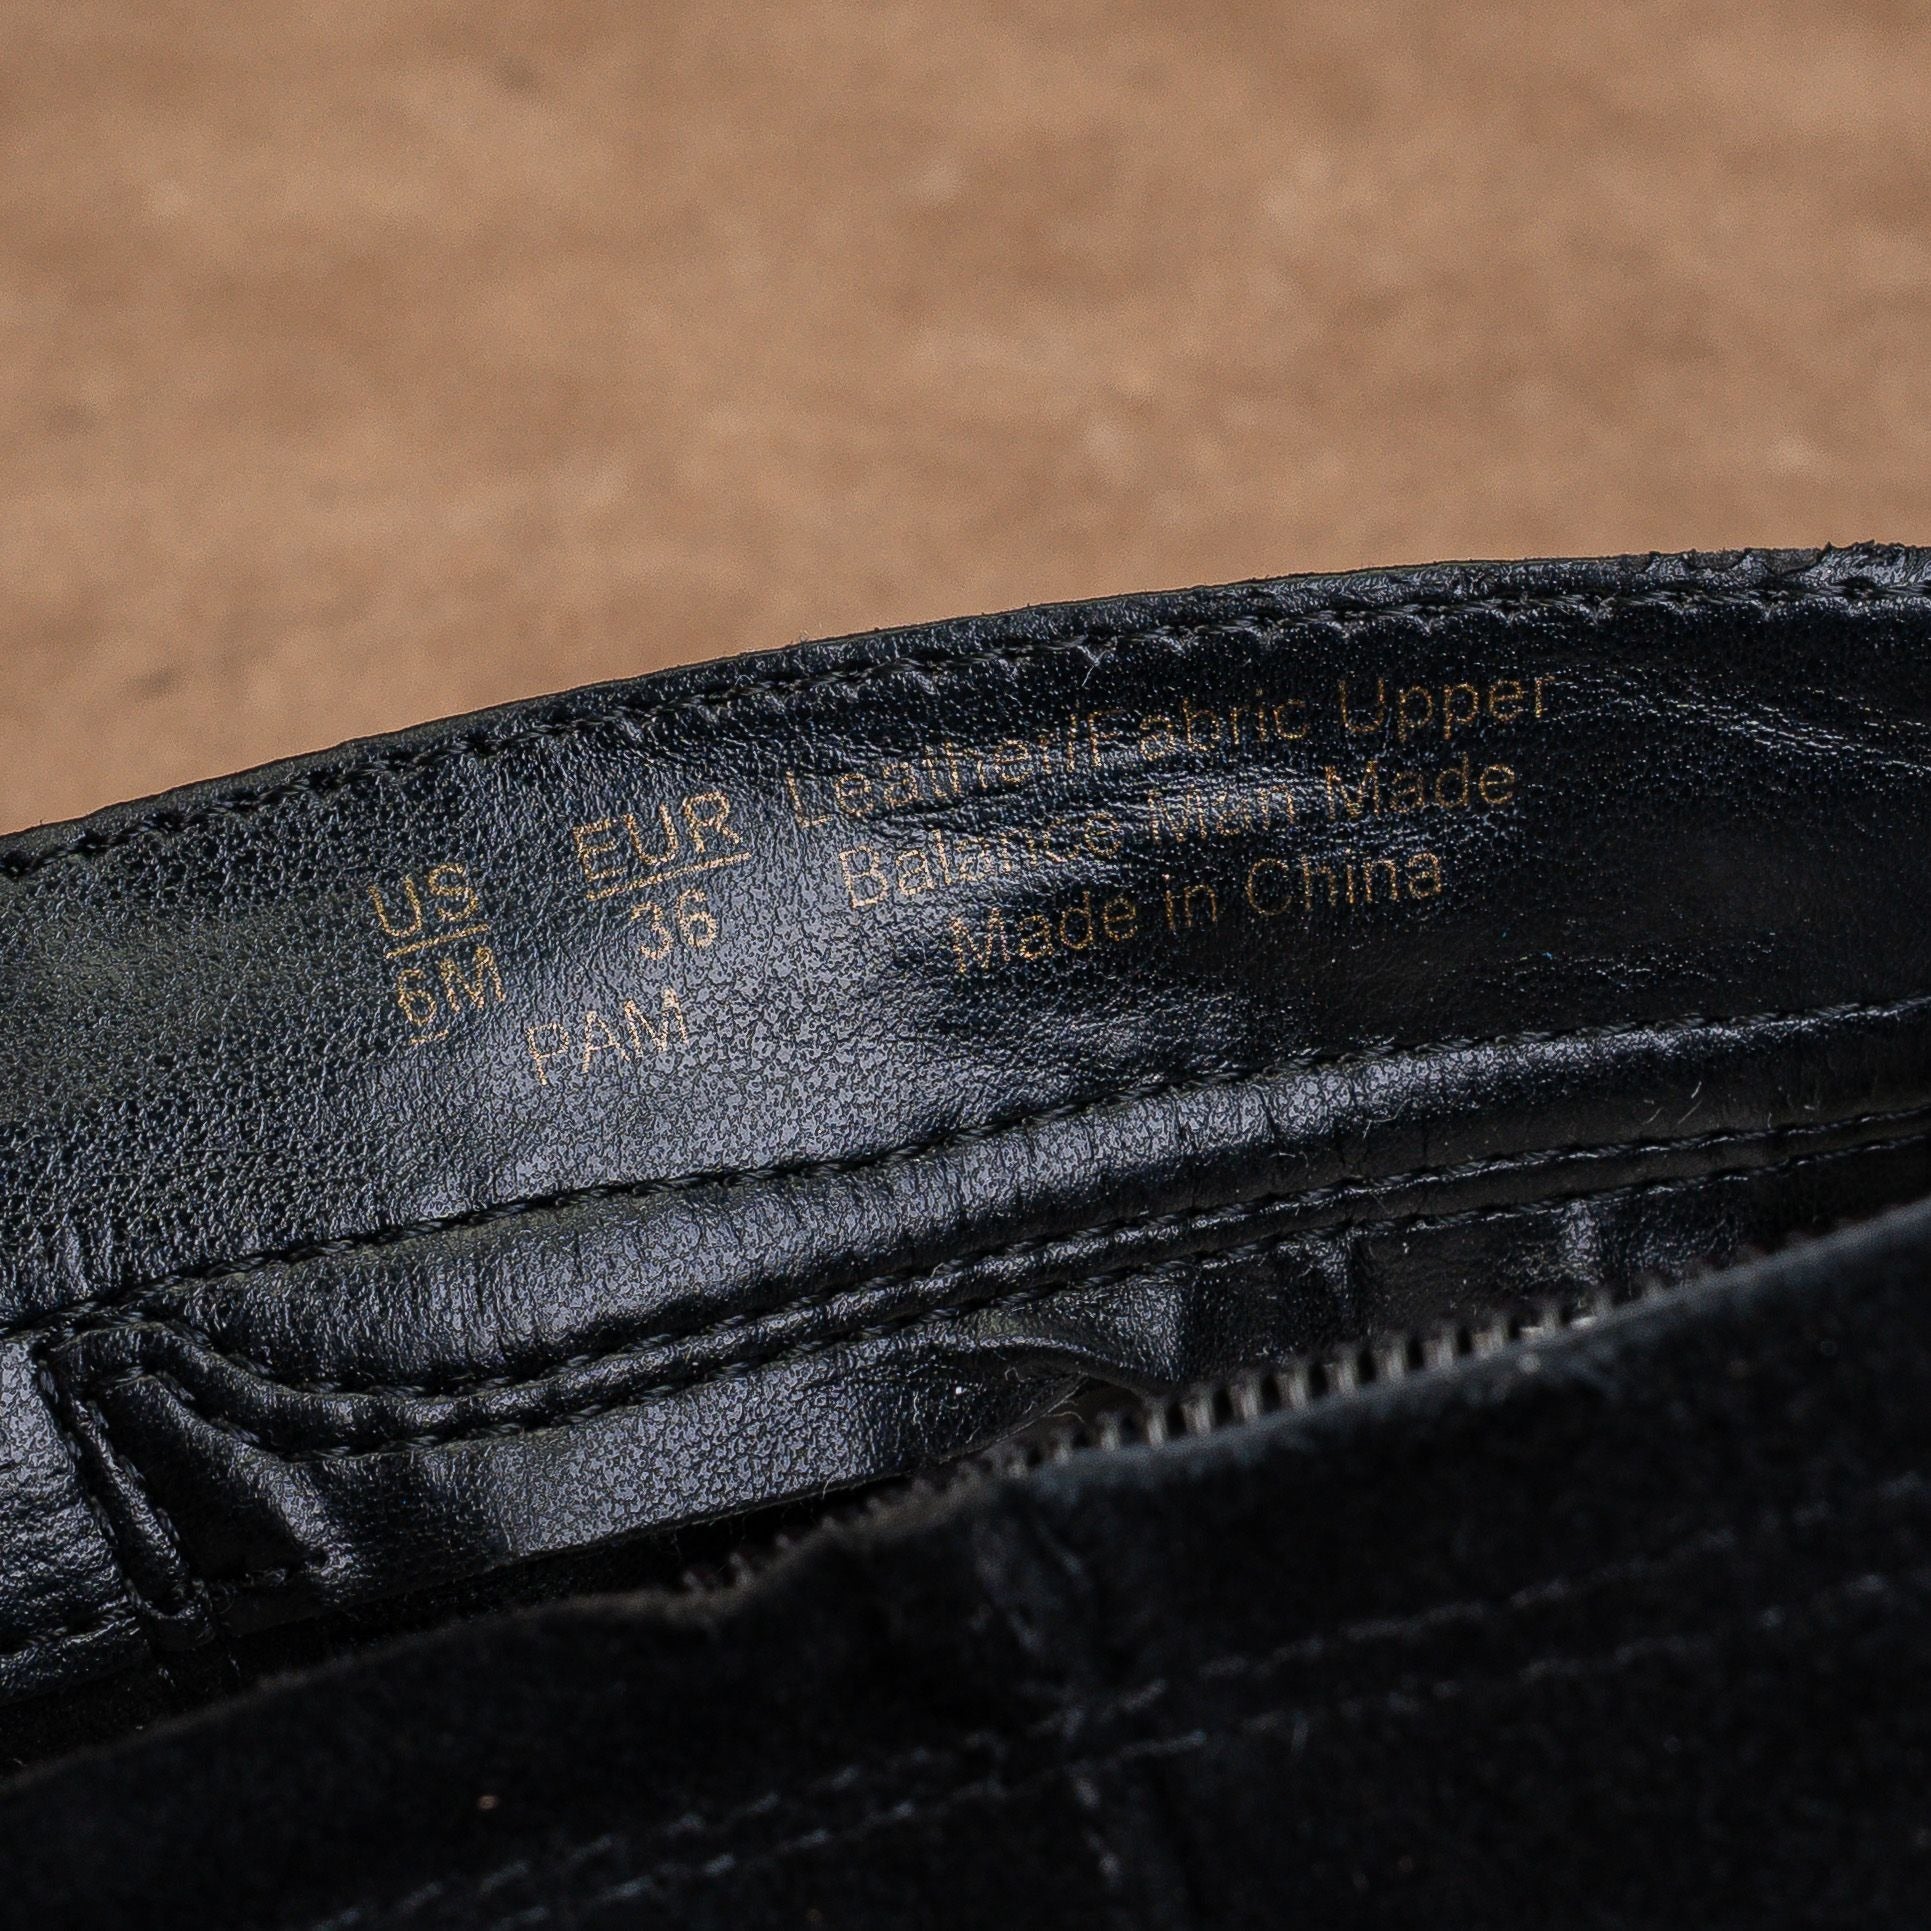 US EUR
6M 36
PAM
Leather/Fabric Upper
Balance Man Made
Made in China